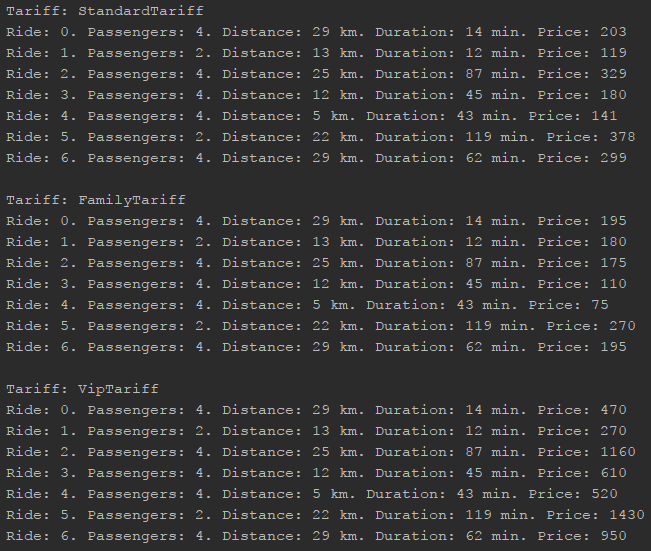 Tariff: StandardTariff
Ride: 0. Passengers: 4. Distance: 29 km. Duration: 14 min. Price: 203
Ride: 1. Passengers: 2. Distance: 13 km. Duration: 12 min. Price: 119
Ride: 2. Passengers: 4. Distance: 25 km. Duration: 87 min. Price: 329
Ride: 3. Passengers: 4. Distance: 12 km. Duration: 45 min. Price: 180
Ride: 4. Passengers: 4. Distance: 5 km. Duration: 43 min. Price: 141
Ride: 5. Passengers: 2. Distance: 22 km. Duration: 119 min. Price: 378
Ride: 6. Passengers: 4. Distance: 29 km. Duration: 62 min. Price: 299
Tariff: FamilyTariff
Ride: 0. Passengers: 4. Distance: 29 km. Duration: 14 min. Price: 195
Ride: 1. Passengers: 2. Distance: 13 km. Duration: 12 min. Price: 180
Ride: 2. Passengers: 4. Distance: 25 km. Duration: 87 min. Price: 175
Ride: 3. Passengers: 4. Distance: 12 km. Duration: 45 min. Price: 110
Ride: 4. Passengers: 4. Distance: 5 km. Duration: 43 min. Price: 75
Ride: 5. Passengers: 2. Distance: 22 km. Duration: 119 min. Price: 270
Ride: 6. Passengers: 4. Distance: 29 km. Duration: 62 min. Price: 195
Tariff: VipTariff
Ride: 0. Passengers: 4. Distance: 29 km. Duration: 14 min. Price: 470
Ride: 1. Passengers: 2. Distance: 13 km. Duration: 12 min. Price: 270
Ride: 2. Passengers: 4. Distance: 25 km. Duration: 87 min. Price: 1160
Ride: 3. Passengers: 4. Distance: 12 km. Duration: 45 min. Price: 610
Ride: 4. Passengers: 4. Distance: 5 km. Duration: 43 min. Price: 520
Ride: 5. Passengers: 2. Distance: 22 km. Duration: 119 min. Price: 1430
Ride: 6. Passengers: 4. Distance: 29 km. Duration: 62 min. Price: 950